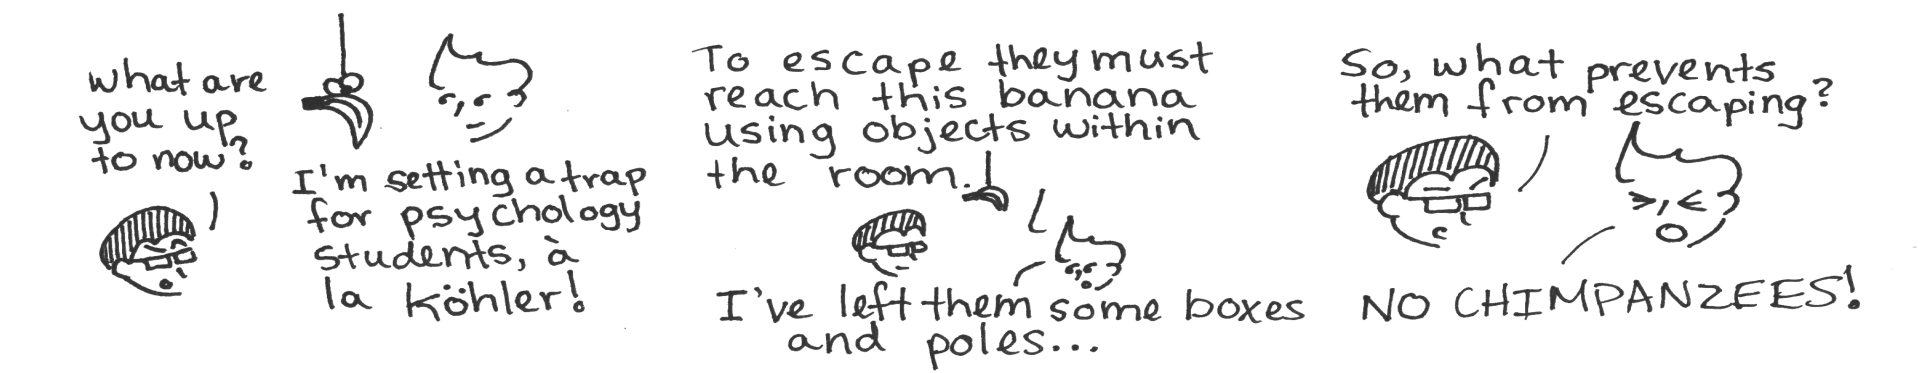 What are
you up
to now?
I'm setting a trap
for psychology
students, à
la Köhler!
To escape they must
reach this banana
using objects within
the room.
I've left them some boxes
and poles...
So, what prevents
them from escaping?
NO CHIMPANZEES!